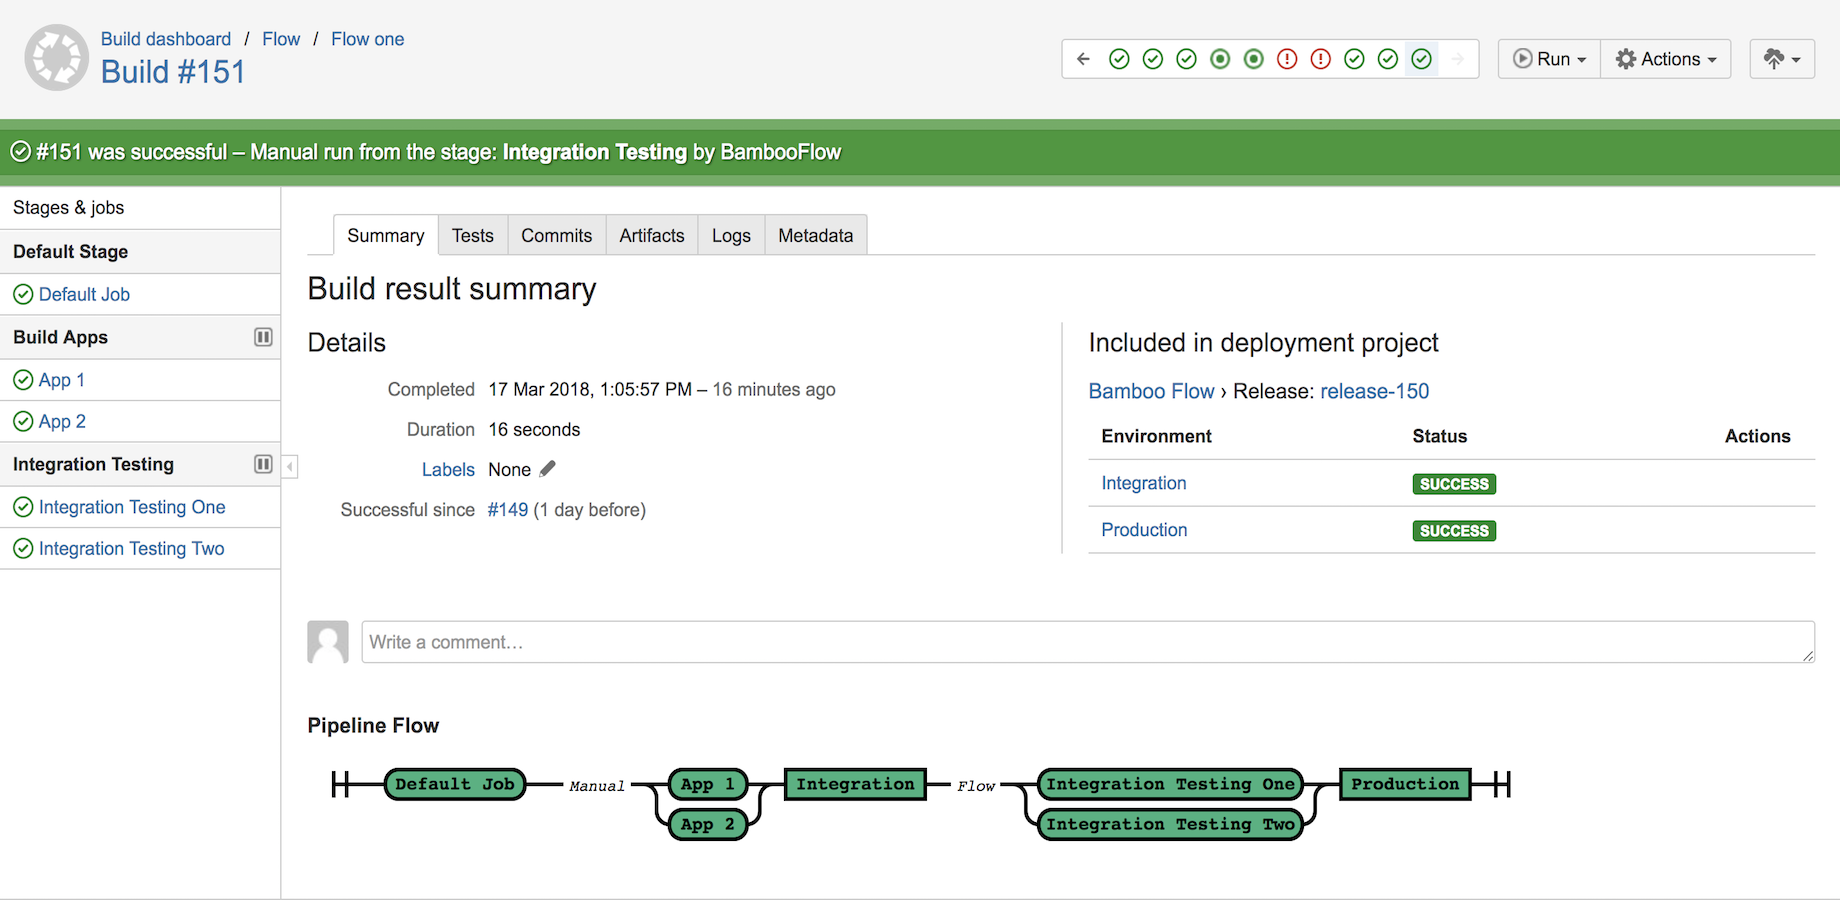 Build dashboard / Flow / Flow one
Build #151
Run
Actions
#151 was successful – Manual run from the stage: Integration Testing by BambooFlow
Stages & jobs
Default Stage
Default Job
Build Apps
App 1
App 2
Integration Testing
Integration Testing One
Integration Testing Two
Summary Tests Commits Artifacts Logs Metadata
Build result summary
Details
Completed 17 Mar 2018, 1:05:57 PM – 16 minutes ago
Duration 16 seconds
Labels None
Successful since #149 (1 day before)
Included in deployment project
Bamboo Flow › Release: release-150
Environment Status Actions
Integration SUCCESS
Production SUCCESS
Write a comment…
Pipeline Flow
Default Job Manual App 1 Integration Flow Integration Testing One Production
App 2 Integration Testing Two